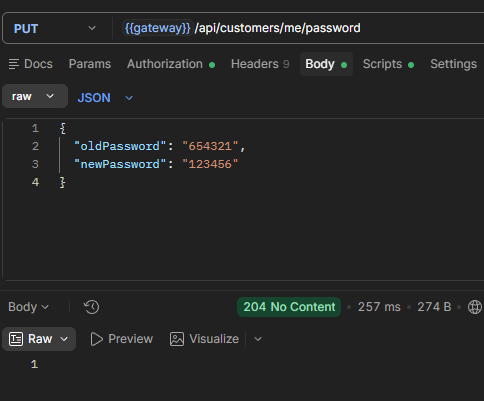 PUT {{gateway}} /api/customers/me/password
Docs Params Authorization Headers 9 Body Scripts Settings
raw JSON
1 {
2 "oldPassword": "654321",
3 "newPassword": "123456"
4 }
Body 204 No Content • 257 ms • 274 B
Raw Preview Visualize
1